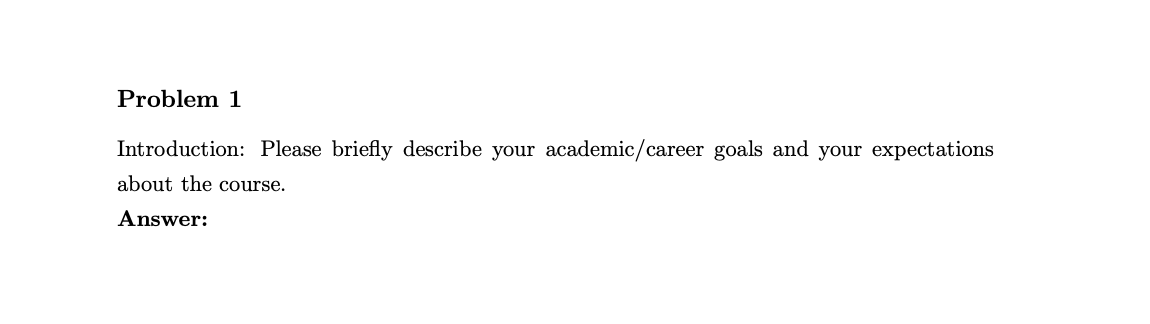 Problem 1
Introduction: Please briefly describe your academic/career goals and your expectations
about the course.
Answer: